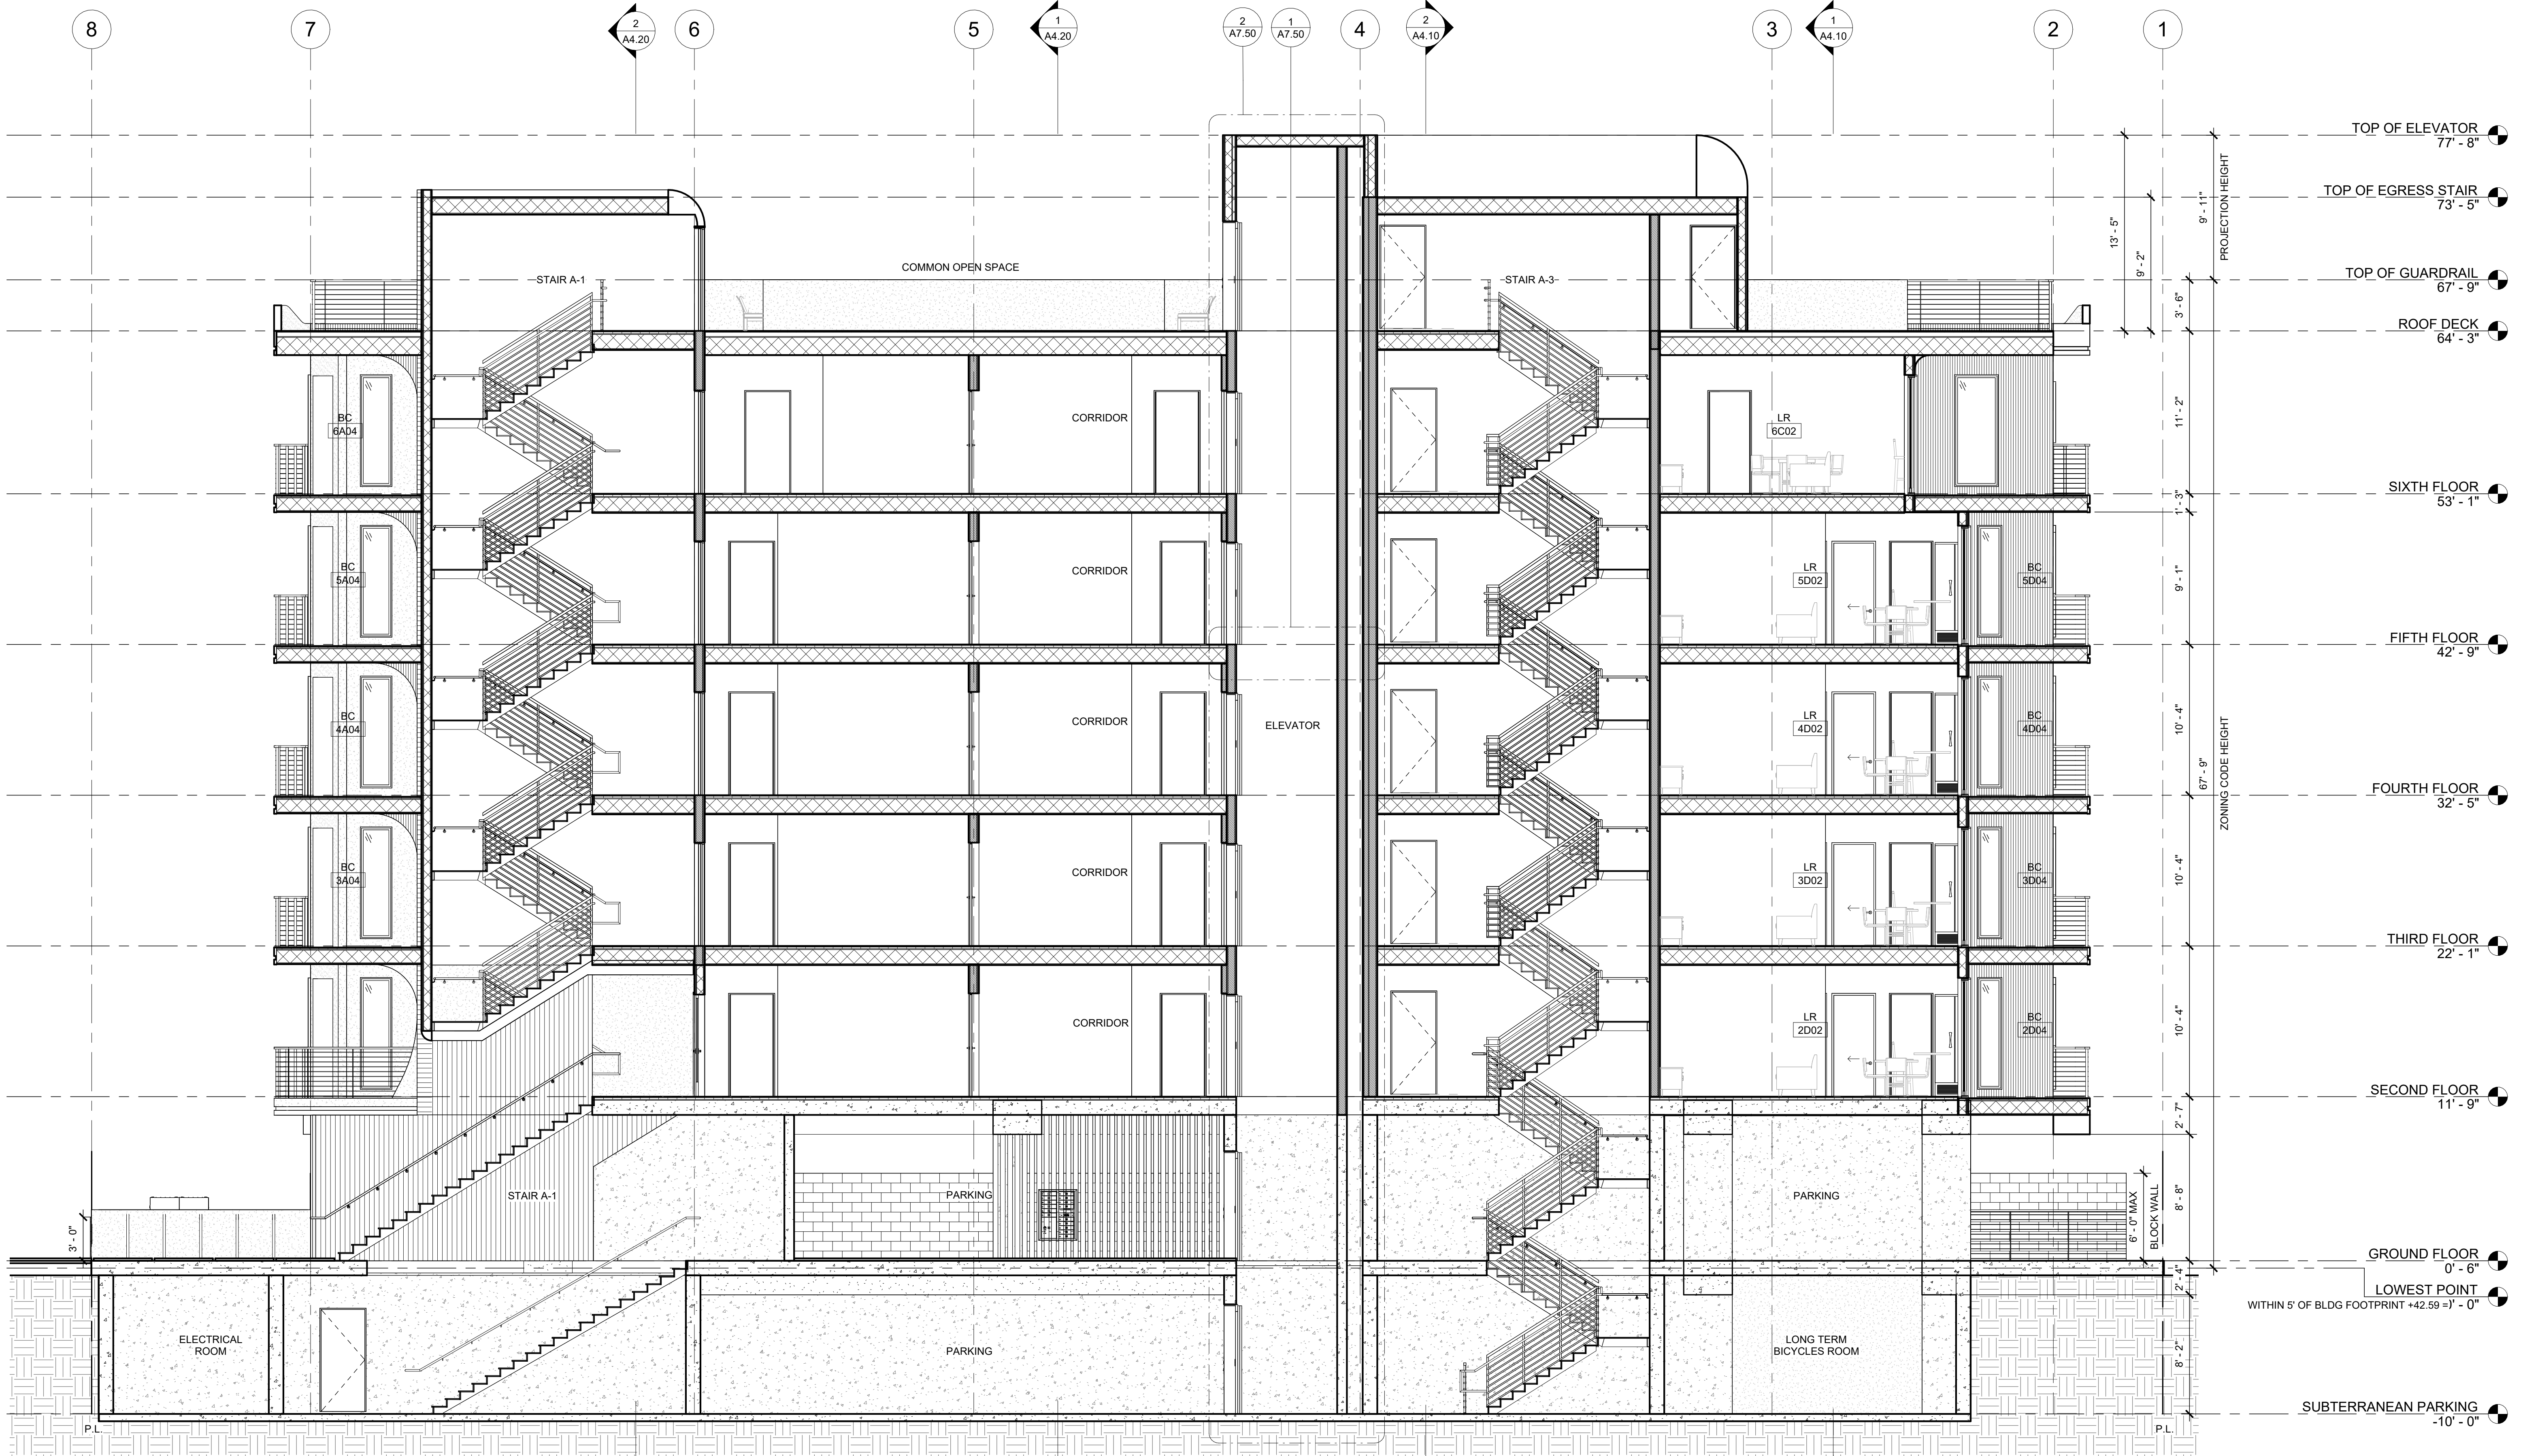 8
7
2
A4.20
6
5
1
A4.20
2
A7.50
1
A7.50
4
2
A4.10
3
1
A4.10
2
1
TOP OF ELEVATOR
77' - 8"
TOP OF EGRESS STAIR
73' - 5"
TOP OF GUARDRAIL
67' - 9"
ROOF DECK
64' - 3"
SIXTH FLOOR
53' - 1"
FIFTH FLOOR
42' - 9"
FOURTH FLOOR
32' - 5"
THIRD FLOOR
22' - 1"
SECOND FLOOR
11' - 9"
GROUND FLOOR
0' - 6"
LOWEST POINT
WITHIN 5' OF BLDG FOOTPRINT +42.59 =)' - 0"
SUBTERRANEAN PARKING
-10' - 0"
13' - 5"
9' - 2"
9' - 11"
PROJECTION HEIGHT
3' - 6"
11' - 2"
1' - 3"
9' - 1"
10' - 4"
67' - 9"
ZONING CODE HEIGHT
10' - 4"
10' - 4"
2' - 7"
8' - 8"
6' - 0" MAX
BLOCK WALL
2' - 4"
8' - 2"
3' - 0"
STAIR A-1
COMMON OPEN SPACE
STAIR A-3
BC
6A04
CORRIDOR
LR
6C02
BC
5A04
CORRIDOR
LR
5D02
BC
5D04
BC
4A04
CORRIDOR
ELEVATOR
LR
4D02
BC
4D04
BC
3A04
CORRIDOR
LR
3D02
BC
3D04
CORRIDOR
LR
2D02
BC
2D04
STAIR A-1
PARKING
PARKING
ELECTRICAL
ROOM
PARKING
LONG TERM
BICYCLES ROOM
P.L.
P.L.